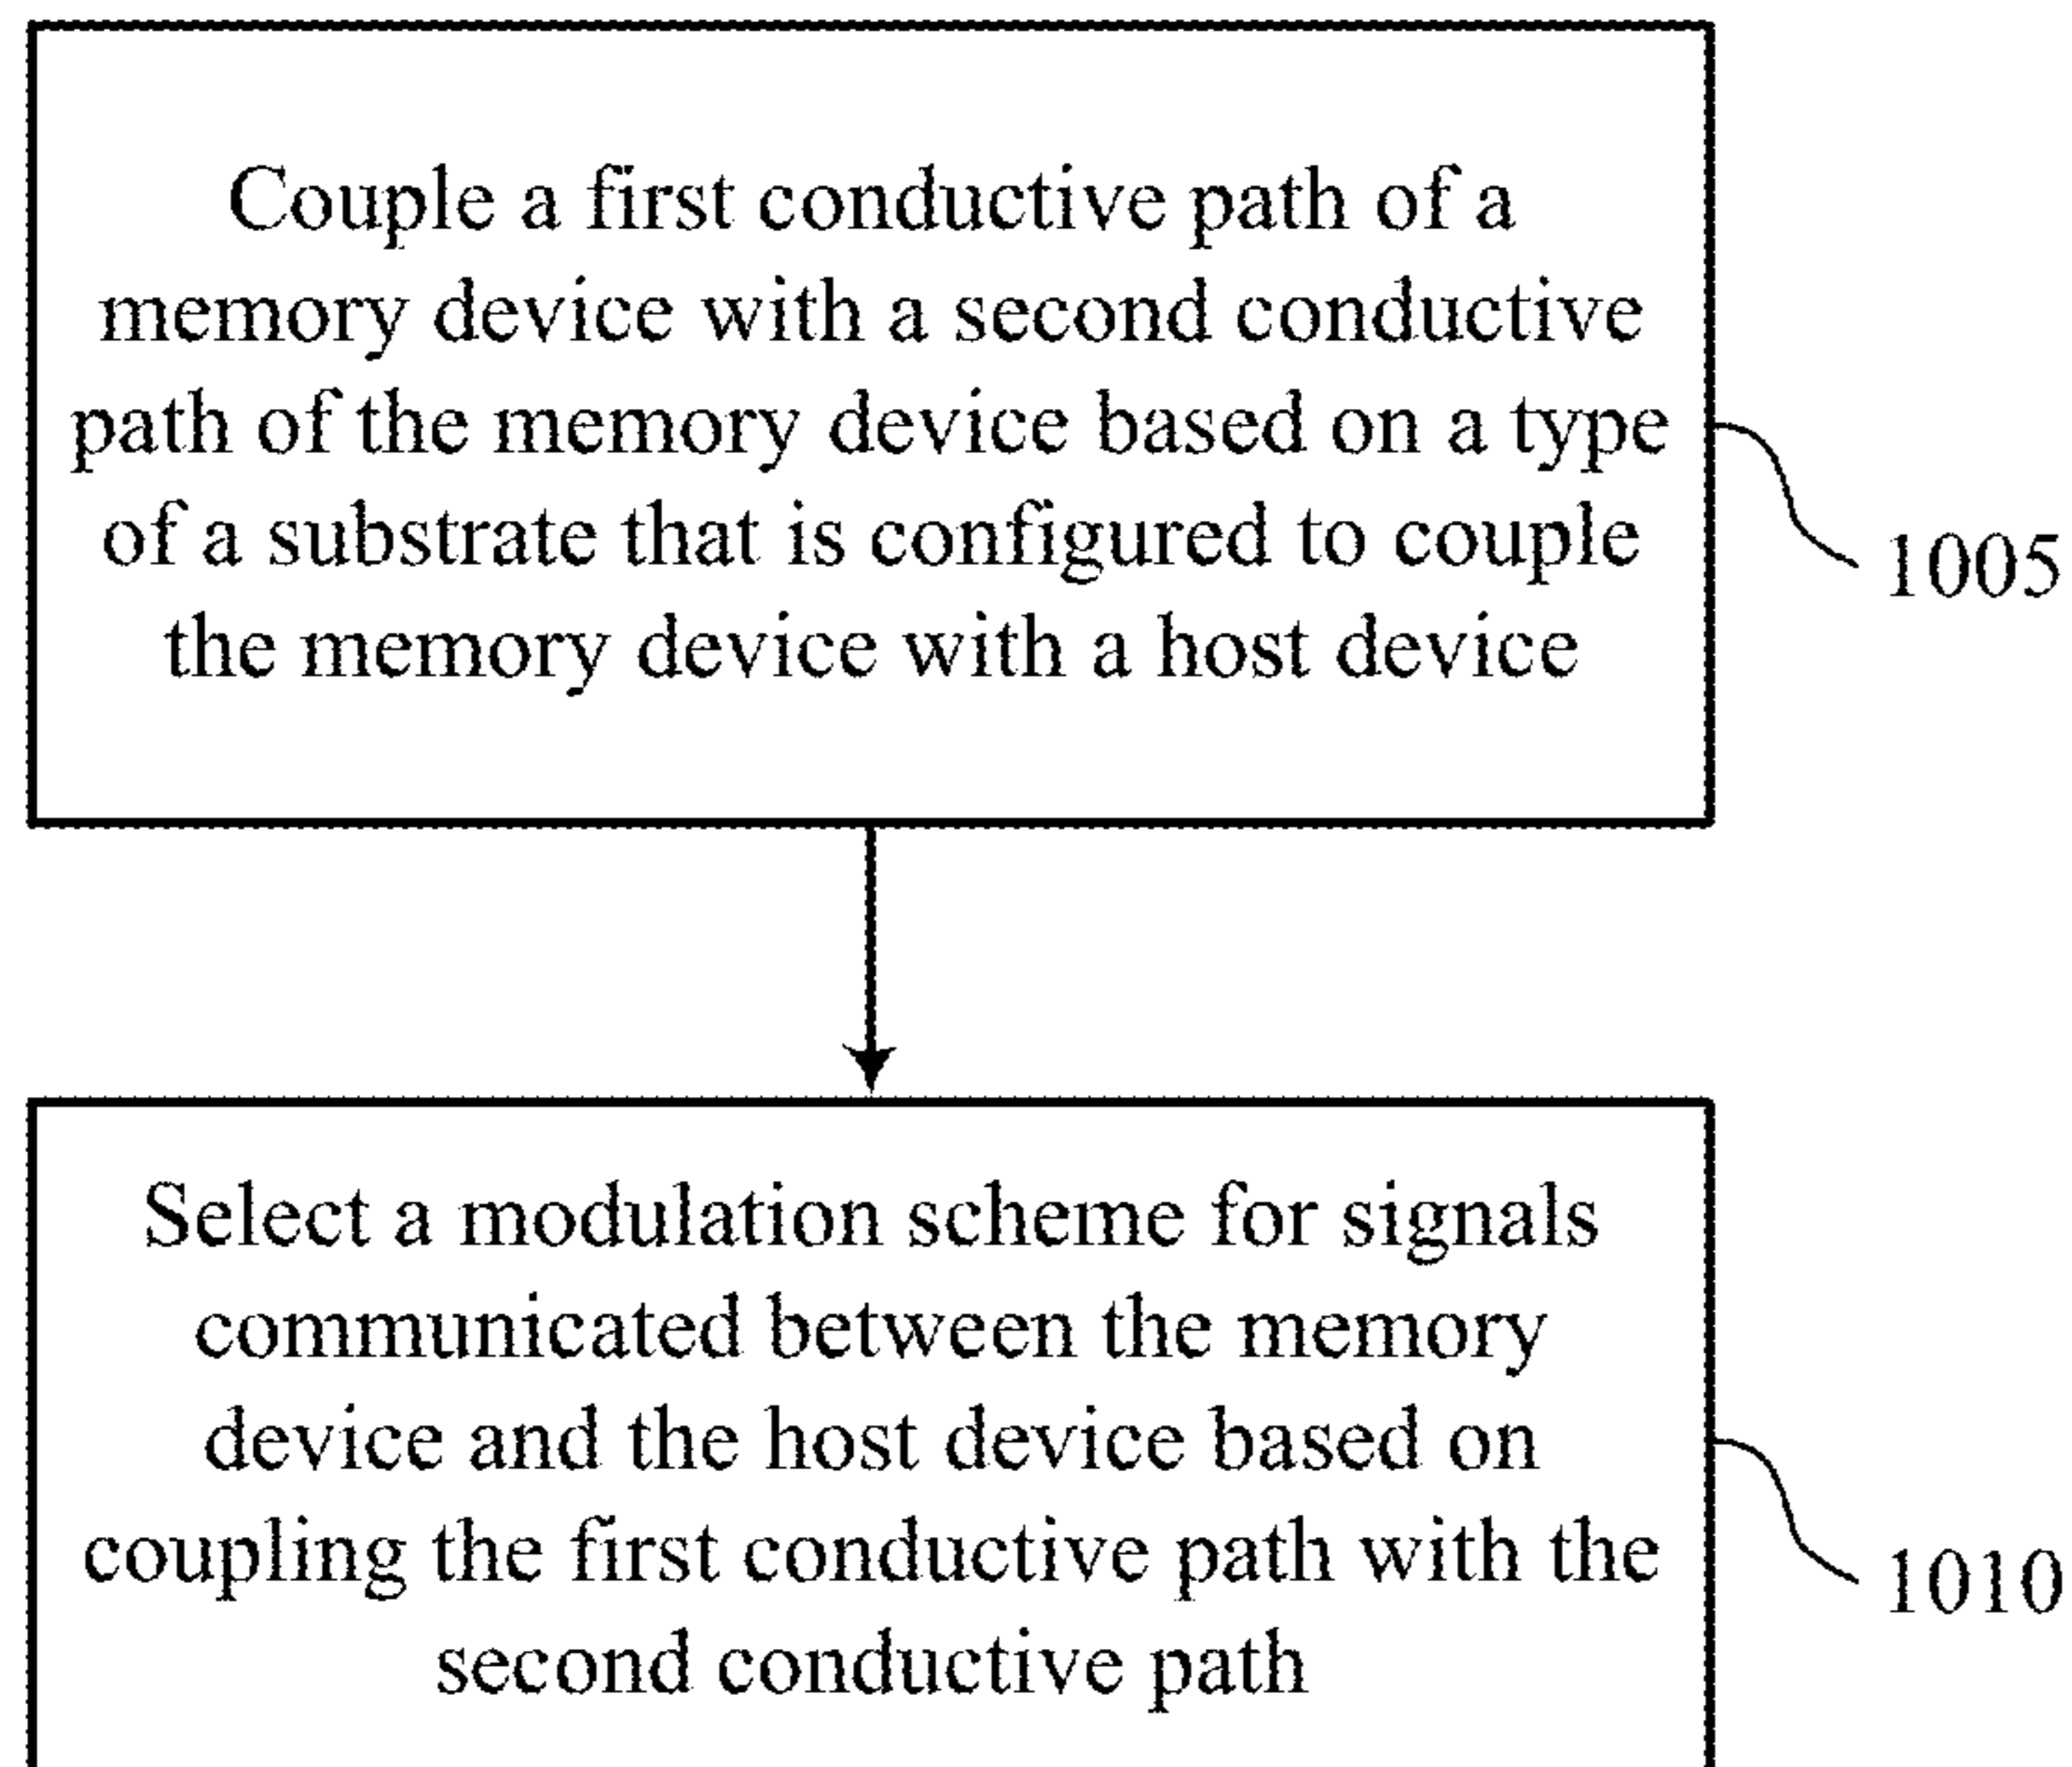 Couple a first conductive path of a
memory device with a second conductive
path of the memory device based on a type
of a substrate that is configured to couple
the memory device with a host device
1005
Select a modulation scheme for signals
communicated between the memory
device and the host device based on
coupling the first conductive path with the
second conductive path
1010